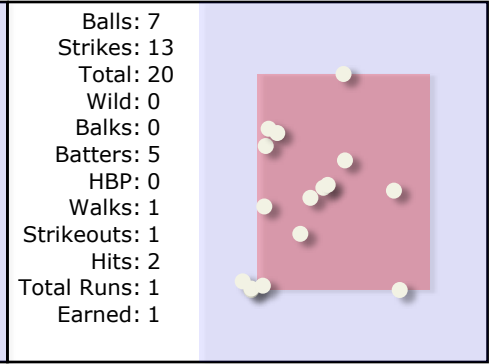 Balls: 7
Strikes: 13
Total: 20
Wild: 0
Balks: 0
Batters: 5
HBP: 0
Walks: 1
Strikeouts: 1
Hits: 2
Total Runs: 1
Earned: 1